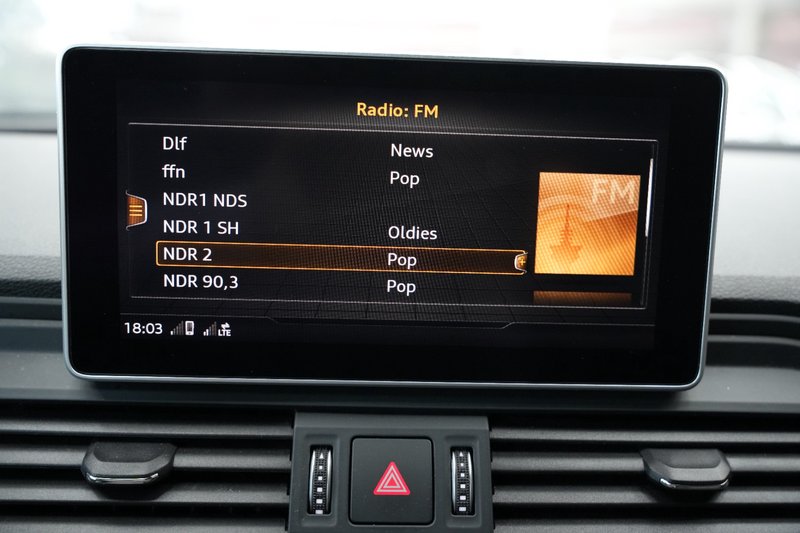 Radio: FM
Dlf News
ffn Pop
NDR1 NDS
NDR 1 SH Oldies
NDR 2 Pop
NDR 90,3 Pop
FM
18:03 LTE